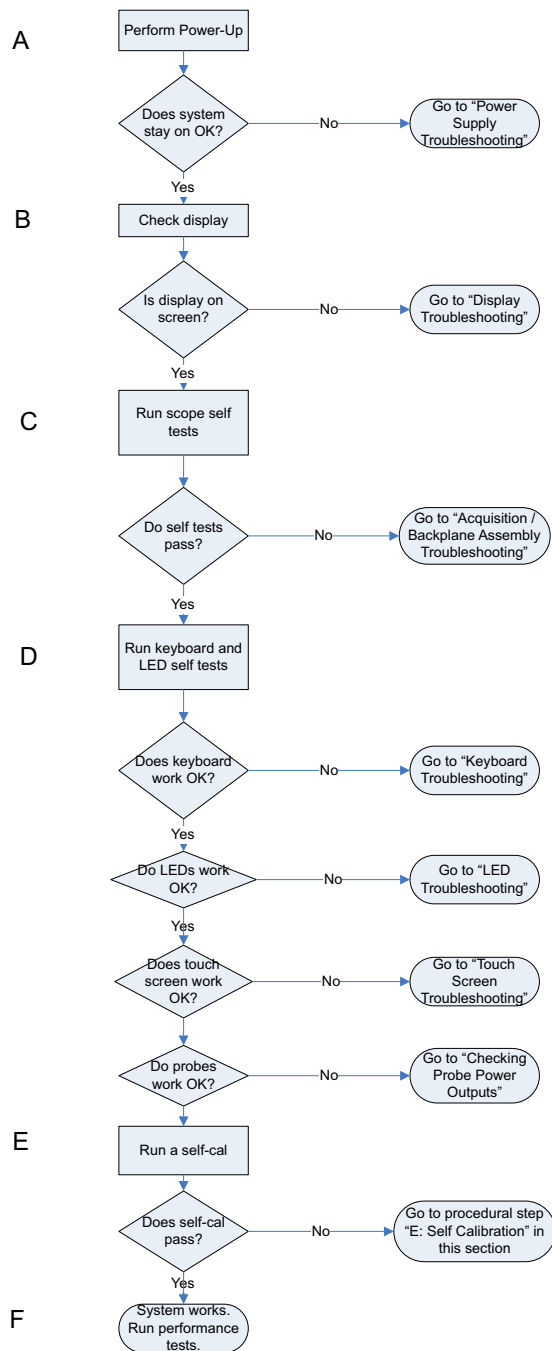 A
Perform Power-Up
Does system
stay on OK?
No
Go to “Power
Supply
Troubleshooting”
Yes
B
Check display
Is display on
screen?
No
Go to “Display
Troubleshooting”
Yes
C
Run scope self
tests
Do self tests
pass?
No
Go to “Acquisition /
Backplane Assembly
Troubleshooting”
Yes
D
Run keyboard and
LED self tests
Does keyboard
work OK?
No
Go to “Keyboard
Troubleshooting”
Yes
Do LEDs work
OK?
No
Go to “LED
Troubleshooting”
Yes
Does touch
screen work
OK?
No
Go to “Touch
Screen
Troubleshooting”
Do probes
work OK?
No
Go to “Checking
Probe Power
Outputs”
E
Run a self-cal
Does self-cal
pass?
No
Go to procedural step
“E: Self Calibration” in
this section
Yes
F
System works.
Run performance
tests.